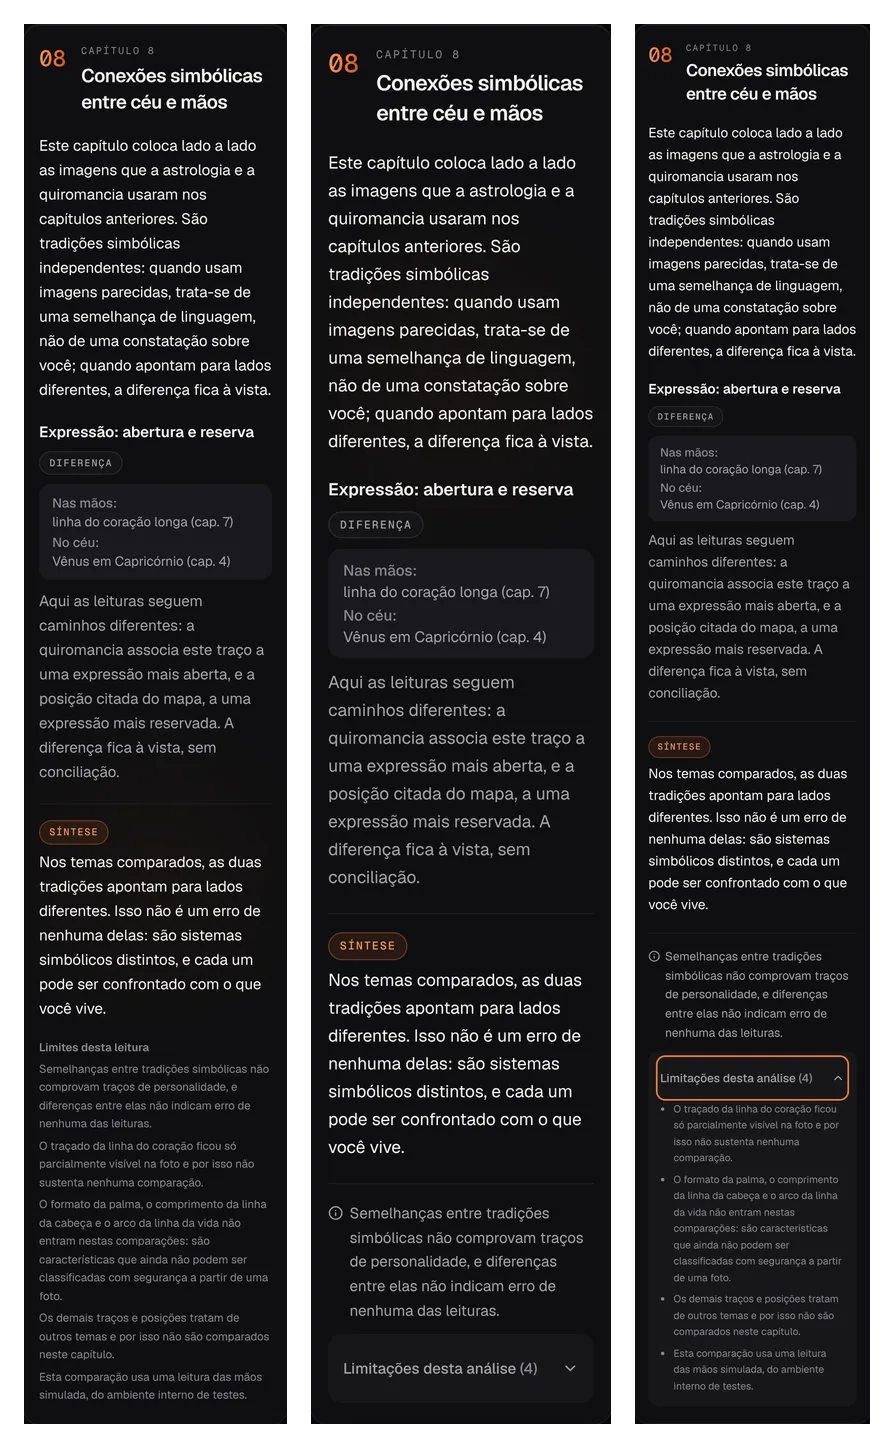 08
CAPÍTULO 8
Conexões simbólicas
entre céu e mãos
Este capítulo coloca lado a lado
as imagens que a astrologia e a
quiromancia usaram nos
capítulos anteriores. São
tradições simbólicas
independentes: quando usam
imagens parecidas, trata-se de
uma semelhança de linguagem,
não de uma constatação sobre
você; quando apontam para lados
diferentes, a diferença fica à vista.
Expressão: abertura e reserva
DIFERENÇA
Nas mãos:
linha do coração longa (cap. 7)
No céu:
Vênus em Capricórnio (cap. 4)
Aqui as leituras seguem
caminhos diferentes: a
quiromancia associa este traço a
uma expressão mais aberta, e a
posição citada do mapa, a uma
expressão mais reservada. A
diferença fica à vista, sem
conciliação.
SÍNTESE
Nos temas comparados, as duas
tradições apontam para lados
diferentes. Isso não é um erro de
nenhuma delas: são sistemas
simbólicos distintos, e cada um
pode ser confrontado com o que
você vive.
Limites desta leitura
Semelhanças entre tradições simbólicas não
comprovam traços de personalidade, e
diferenças entre elas não indicam erro de
nenhuma das leituras.
O traçado da linha do coração ficou só
parcialmente visível na foto e por isso não
sustenta nenhuma comparação.
O formato da palma, o comprimento da linha
da cabeça e o arco da linha da vida não
entram nestas comparações: são
características que ainda não podem ser
classificadas com segurança a partir de uma
foto.
Os demais traços e posições tratam de
outros temas e por isso não são comparados
neste capítulo.
Esta comparação usa uma leitura das mãos
simulada, do ambiente interno de testes.
08
CAPÍTULO 8
Conexões simbólicas
entre céu e mãos
Este capítulo coloca lado a lado
as imagens que a astrologia e a
quiromancia usaram nos
capítulos anteriores. São
tradições simbólicas
independentes: quando usam
imagens parecidas, trata-se de
uma semelhança de linguagem,
não de uma constatação sobre
você; quando apontam para lados
diferentes, a diferença fica à vista.
Expressão: abertura e reserva
DIFERENÇA
Nas mãos:
linha do coração longa (cap. 7)
No céu:
Vênus em Capricórnio (cap. 4)
Aqui as leituras seguem
caminhos diferentes: a
quiromancia associa este traço a
uma expressão mais aberta, e a
posição citada do mapa, a uma
expressão mais reservada. A
diferença fica à vista, sem
conciliação.
SÍNTESE
Nos temas comparados, as duas
tradições apontam para lados
diferentes. Isso não é um erro de
nenhuma delas: são sistemas
simbólicos distintos, e cada um
pode ser confrontado com o que
você vive.
Semelhanças entre tradições
simbólicas não comprovam traços
de personalidade, e diferenças
entre elas não indicam erro de
nenhuma das leituras.
Limitações desta análise (4)
08
CAPÍTULO 8
Conexões simbólicas
entre céu e mãos
Este capítulo coloca lado a lado
as imagens que a astrologia e a
quiromancia usaram nos
capítulos anteriores. São
tradições simbólicas
independentes: quando usam
imagens parecidas, trata-se de
uma semelhança de linguagem,
não de uma constatação sobre
você; quando apontam para lados
diferentes, a diferença fica à vista.
Expressão: abertura e reserva
DIFERENÇA
Nas mãos:
linha do coração longa (cap. 7)
No céu:
Vênus em Capricórnio (cap. 4)
Aqui as leituras seguem
caminhos diferentes: a
quiromancia associa este traço a
uma expressão mais aberta, e a
posição citada do mapa, a uma
expressão mais reservada. A
diferença fica à vista, sem
conciliação.
SÍNTESE
Nos temas comparados, as duas
tradições apontam para lados
diferentes. Isso não é um erro de
nenhuma delas: são sistemas
simbólicos distintos, e cada um
pode ser confrontado com o que
você vive.
Semelhanças entre tradições
simbólicas não comprovam traços
de personalidade, e diferenças
entre elas não indicam erro de
nenhuma das leituras.
Limitações desta análise (4)
• O traçado da linha do coração ficou
só parcialmente visível na foto e por
isso não sustenta nenhuma
comparação.
• O formato da palma, o comprimento
da linha da cabeça e o arco da linha
da vida não entram nestas
comparações: são características
que ainda não podem ser
classificadas com segurança a partir
de uma foto.
• Os demais traços e posições tratam
de outros temas e por isso não são
comparados neste capítulo.
• Esta comparação usa uma leitura
das mãos simulada, do ambiente
interno de testes.